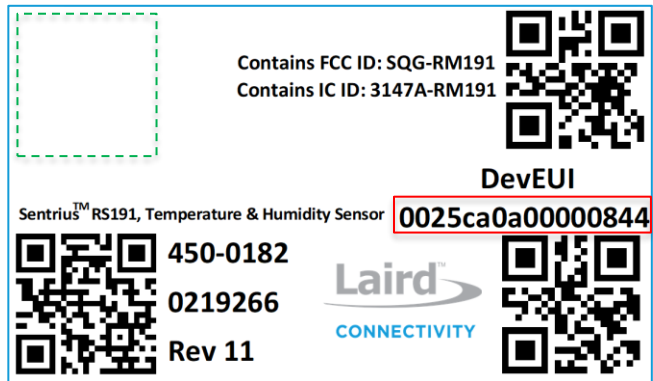 Contains FCC ID: SQG-RM191
Contains IC ID: 3147A-RM191
DevEUI
Sentrius™ RS191, Temperature & Humidity Sensor
0025ca0a00000844
450-0182
0219266
Rev 11
Laird™
CONNECTIVITY